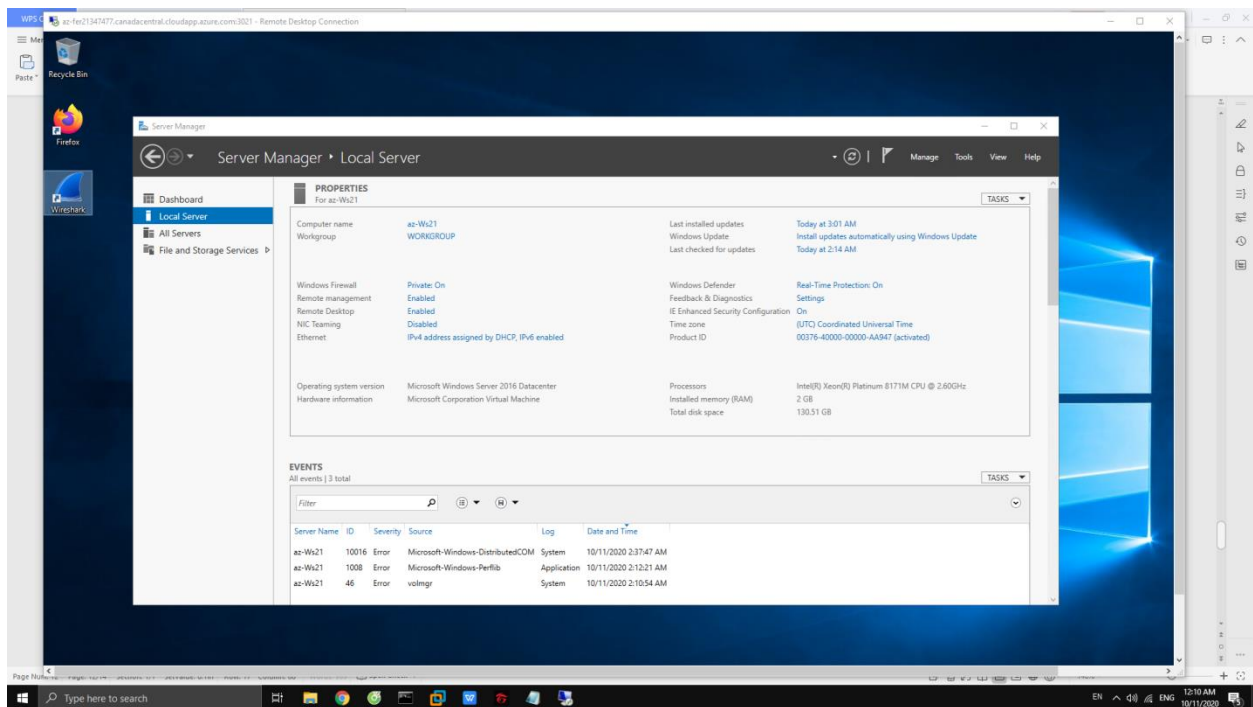 WPS
az-fer21347477.canadacentral.cloudapp.azure.com:3021 - Remote Desktop Connection
Paste
Recycle Bin
Firefox
Wireshark
Server Manager
Server Manager • Local Server
Manage Tools View Help
Dashboard
Local Server
All Servers
File and Storage Services
PROPERTIES
For az-Ws21
TASKS
Computer name az-Ws21 Last installed updates Today at 3:01 AM
Workgroup WORKGROUP Windows Update Install updates automatically using Windows Update
Last checked for updates Today at 2:14 AM
Windows Firewall Private: On Windows Defender Real-Time Protection: On
Remote management Enabled Feedback & Diagnostics Settings
Remote Desktop Enabled IE Enhanced Security Configuration On
NIC Teaming Disabled Time zone (UTC) Coordinated Universal Time
Ethernet IPv4 address assigned by DHCP, IPv6 enabled Product ID 00376-40000-00000-AA947 (activated)
Operating system version Microsoft Windows Server 2016 Datacenter Processors Intel(R) Xeon(R) Platinum 8171M CPU @ 2.60GHz
Hardware information Microsoft Corporation Virtual Machine Installed memory (RAM) 2 GB
Total disk space 130.51 GB
EVENTS
All events | 3 total
TASKS
Filter
Server Name ID Severity Source Log Date and Time
az-Ws21 10016 Error Microsoft-Windows-DistributedCOM System 10/11/2020 2:37:47 AM
az-Ws21 1008 Error Microsoft-Windows-Perflib Application 10/11/2020 2:12:21 AM
az-Ws21 46 Error volmgr System 10/11/2020 2:10:54 AM
Type here to search
EN ENG 12:10 AM
10/11/2020